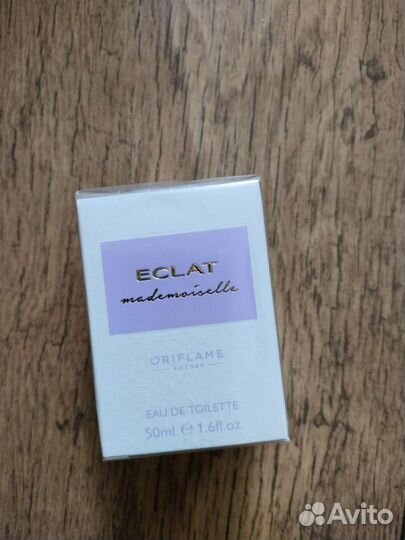 ECLAT
mademoiselle
ORIFLAME
SWEDEN
EAU DE TOILETTE
50ml. ℮ 1.6fl.oz
Avito